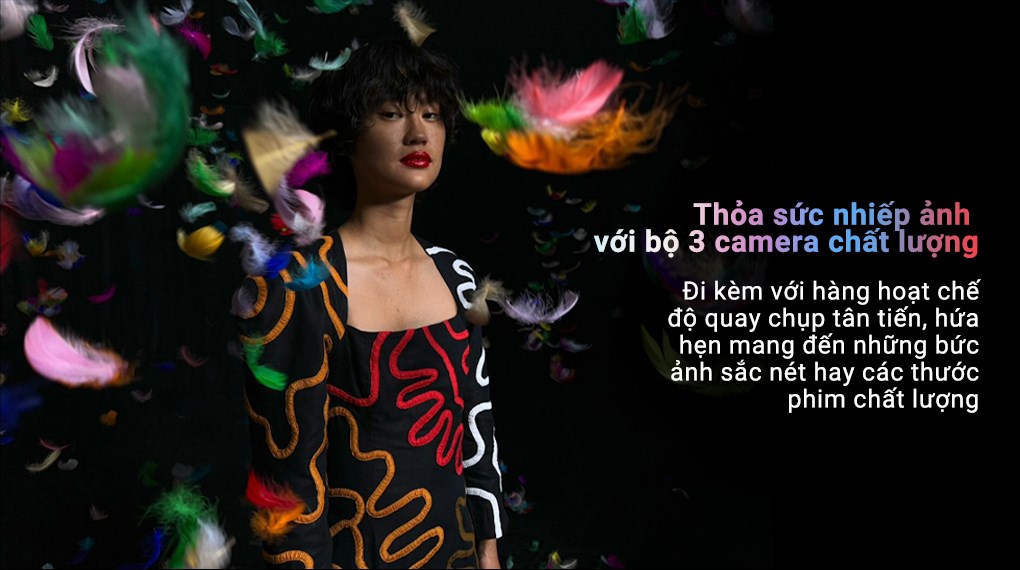 Thỏa sức nhiếp ảnh
với bộ 3 camera chất lượng
Đi kèm với hàng hoạt chế
độ quay chụp tân tiến, hứa
hẹn mang đến những bức
ảnh sắc nét hay các thước
phim chất lượng